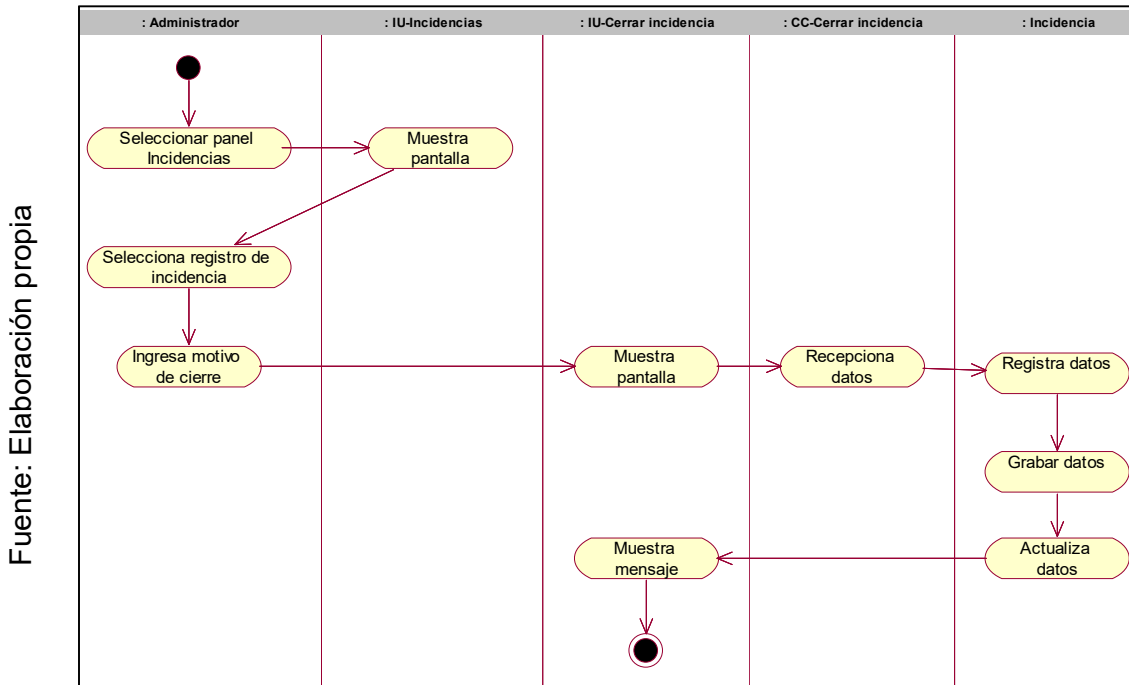 : Administrador
: IU-Incidencias
: IU-Cerrar incidencia
: CC-Cerrar incidencia
: Incidencia
Seleccionar panel
Incidencias
Muestra
pantalla
Selecciona registro de
incidencia
Ingresa motivo
de cierre
Muestra
pantalla
Recepciona
datos
Registra datos
Grabar datos
Muestra
mensaje
Actualiza
datos
Fuente: Elaboración propia